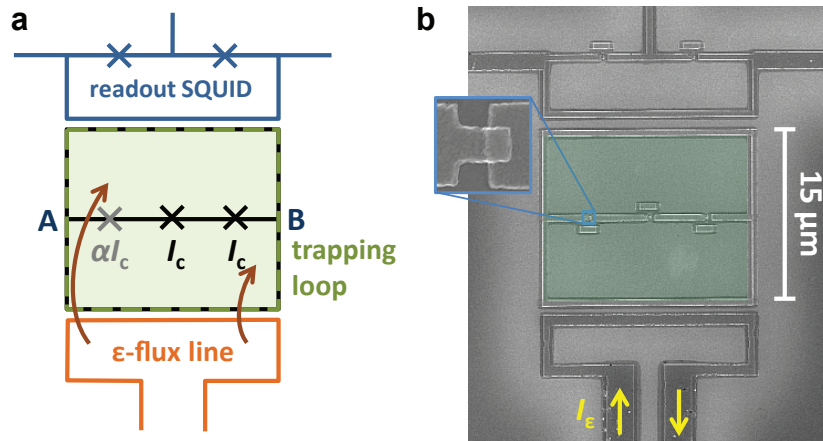 a
readout SQUID
A
B
αIc
Ic
Ic
trapping
loop
ε-flux line
b
15 μm
Iε